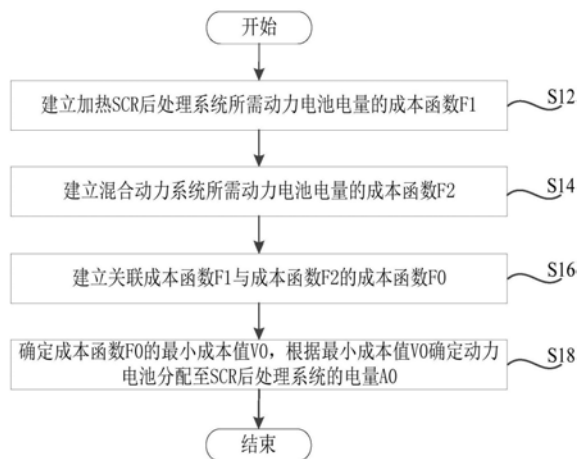 开始
建立加热SCR后处理系统所需动力电池电量的成本函数F1
S12
建立混合动力系统所需动力电池电量的成本函数F2
S14
建立关联成本函数F1与成本函数F2的成本函数F0
S16
确定成本函数F0的最小成本值V0，根据最小成本值V0确定动力
电池分配至SCR后处理系统的电量A0
S18
结束